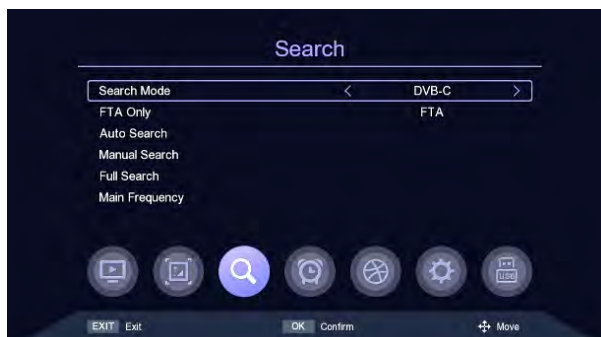 Search
Search Mode < DVB-C >
FTA Only FTA
Auto Search
Manual Search
Full Search
Main Frequency
USB
EXIT Exit OK Confirm Move